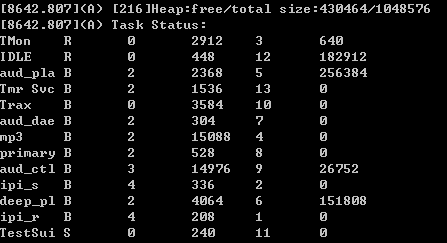 [8642.807](A) [216]Heap:free/total size:430464/1048576
[8642.807](A) Task Status:
TMon R 0 2912 3 640
IDLE R 0 448 12 182912
aud_pla B 2 2368 5 256384
Tmr Svc B 2 1536 13 0
Trax B 0 3584 10 0
aud_dae B 2 304 7 0
mp3 B 2 15088 4 0
primary B 2 528 8 0
aud_ctl B 3 14976 9 26752
ipi_s B 4 336 2 0
deep_pl B 2 4064 6 151808
ipi_r B 4 208 1 0
TestSui S 0 240 11 0